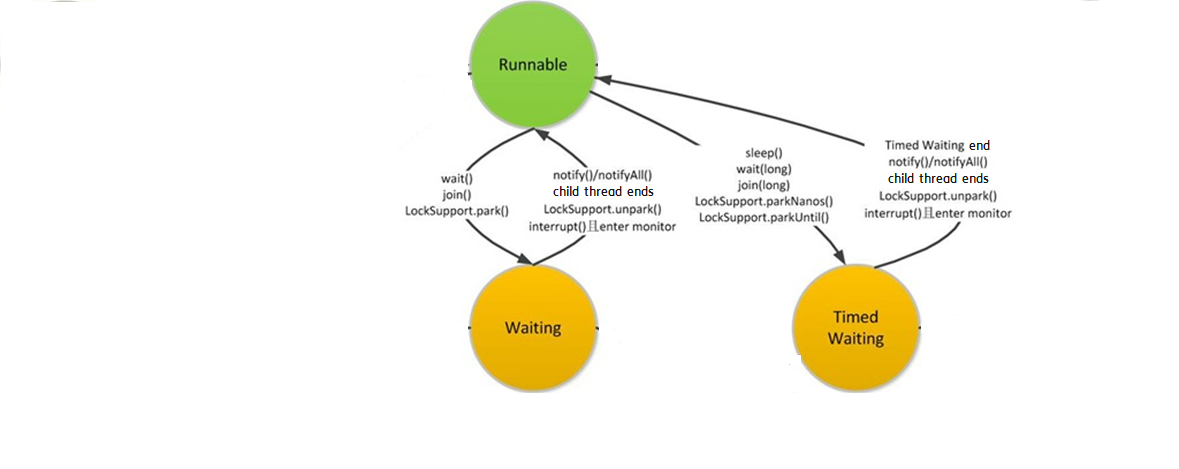 Runnable
wait()
join()
LockSupport.park()
notify()/notifyAll()
child thread ends
LockSupport.unpark()
interrupt()且enter monitor
sleep()
wait(long)
join(long)
LockSupport.parkNanos()
LockSupport.parkUntil()
Timed Waiting end
notify()/notifyAll()
child thread ends
LockSupport.unpark()
interrupt()且enter monitor
Waiting
Timed
Waiting